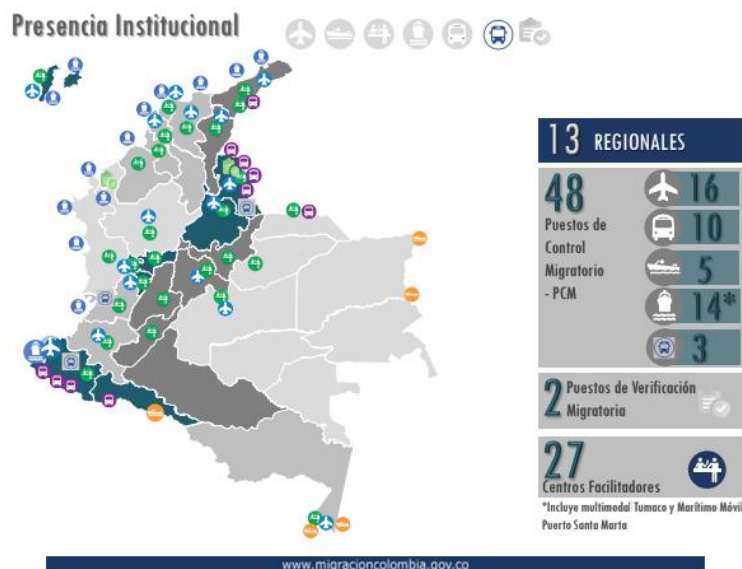 Presencia Institucional
13 REGIONALES
48
Puestos de
Control
Migratorio
- PCM
16
10
5
14*
3
2 Puestos de Verificación
Migratoria
27
Centros Facilitadores
*Incluye multimodal Tumaco y Marítimo Móvil
Puerto Santa Marta
www.migracioncolombia.gov.co